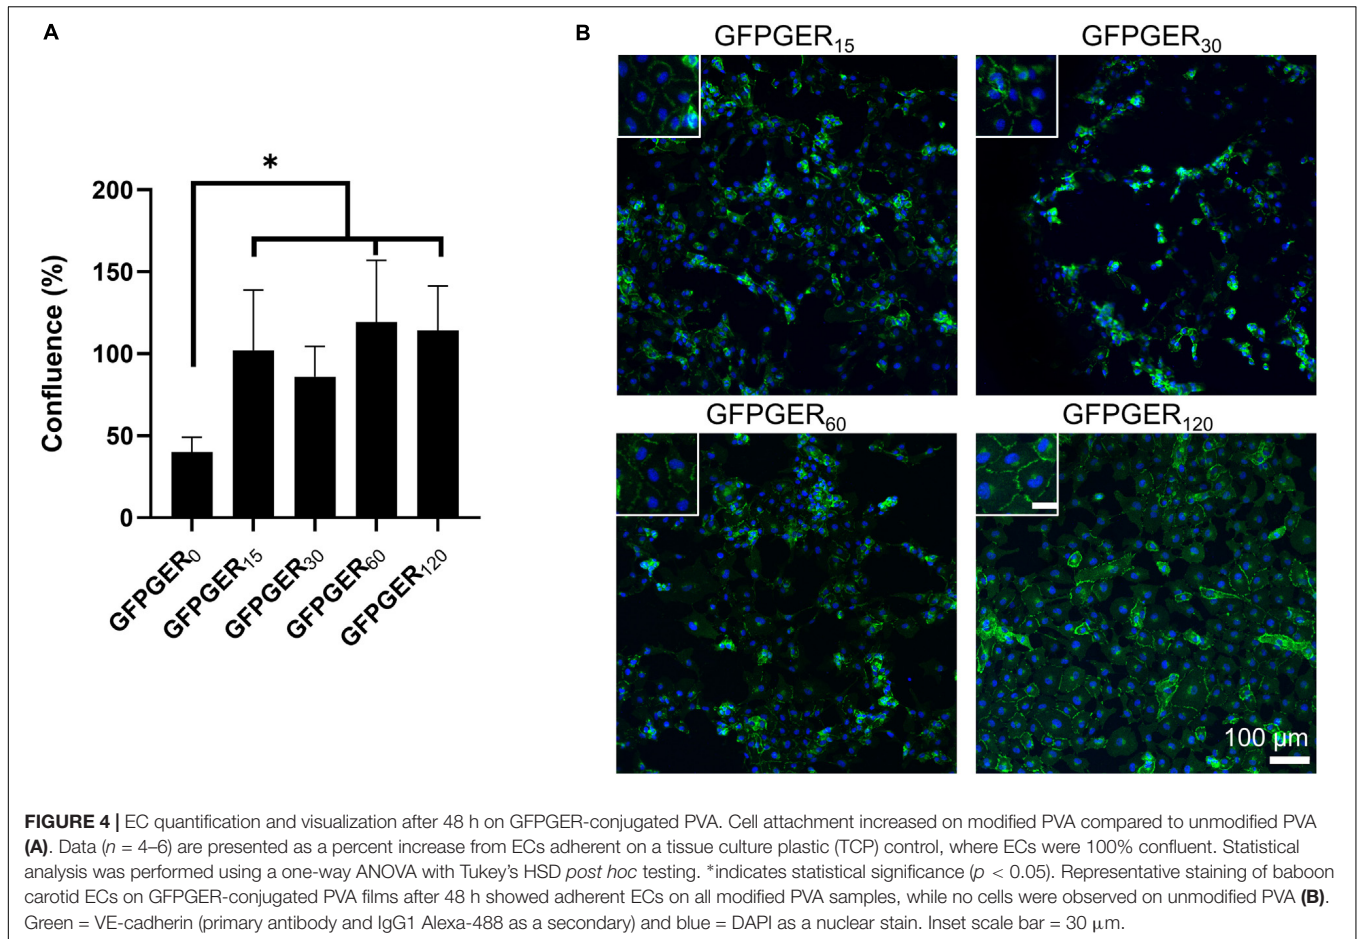 A
*
200
150
100
50
0
Confluence (%)
GFPGER0
GFPGER15
GFPGER30
GFPGER60
GFPGER120
B
GFPGER15
GFPGER30
GFPGER60
GFPGER120
100 μm
FIGURE 4 | EC quantification and visualization after 48 h on GFPGER-conjugated PVA. Cell attachment increased on modified PVA compared to unmodified PVA
(A). Data (n = 4–6) are presented as a percent increase from ECs adherent on a tissue culture plastic (TCP) control, where ECs were 100% confluent. Statistical
analysis was performed using a one-way ANOVA with Tukey's HSD post hoc testing. *indicates statistical significance (p < 0.05). Representative staining of baboon
carotid ECs on GFPGER-conjugated PVA films after 48 h showed adherent ECs on all modified PVA samples, while no cells were observed on unmodified PVA (B).
Green = VE-cadherin (primary antibody and IgG1 Alexa-488 as a secondary) and blue = DAPI as a nuclear stain. Inset scale bar = 30 μm.